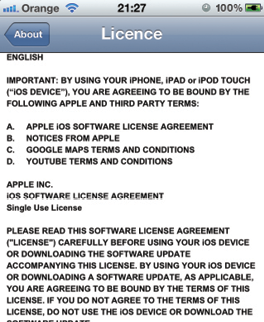 Orange 21:27 100%
About Licence
ENGLISH
IMPORTANT: BY USING YOUR iPHONE, iPAD or iPOD TOUCH
("iOS DEVICE"), YOU ARE AGREEING TO BE BOUND BY THE
FOLLOWING APPLE AND THIRD PARTY TERMS:
A. APPLE iOS SOFTWARE LICENSE AGREEMENT
B. NOTICES FROM APPLE
C. GOOGLE MAPS TERMS AND CONDITIONS
D. YOUTUBE TERMS AND CONDITIONS
APPLE INC.
iOS SOFTWARE LICENSE AGREEMENT
Single Use License
PLEASE READ THIS SOFTWARE LICENSE AGREEMENT
("LICENSE") CAREFULLY BEFORE USING YOUR iOS DEVICE
OR DOWNLOADING THE SOFTWARE UPDATE
ACCOMPANYING THIS LICENSE. BY USING YOUR iOS DEVICE
OR DOWNLOADING A SOFTWARE UPDATE, AS APPLICABLE,
YOU ARE AGREEING TO BE BOUND BY THE TERMS OF THIS
LICENSE. IF YOU DO NOT AGREE TO THE TERMS OF THIS
LICENSE, DO NOT USE THE iOS DEVICE OR DOWNLOAD THE
SOFTWARE UPDATE